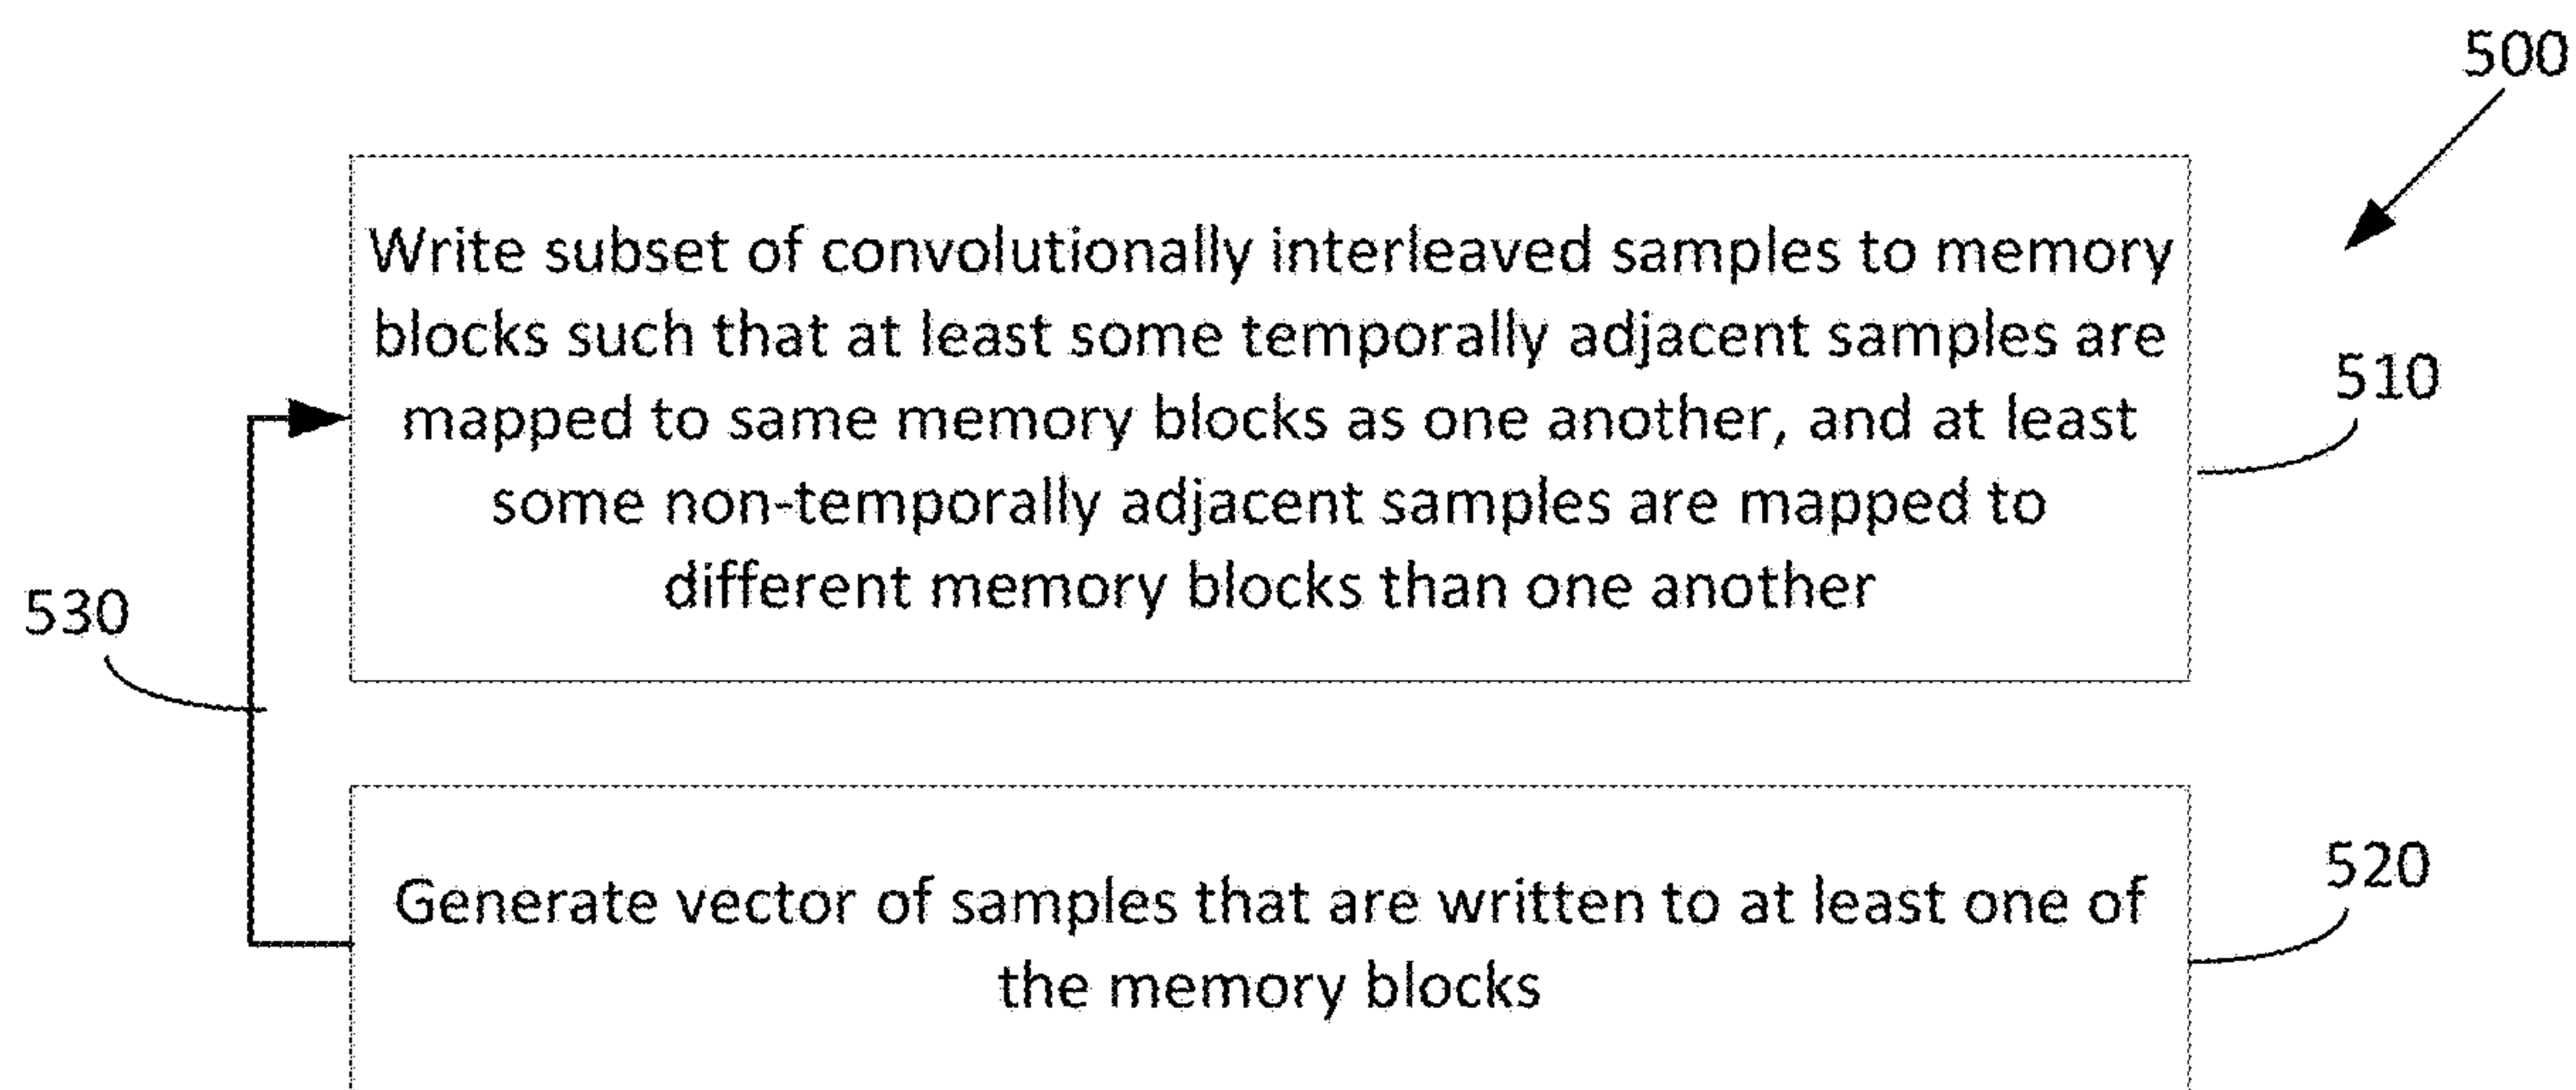 500
Write subset of convolutionally interleaved samples to memory
blocks such that at least some temporally adjacent samples are
mapped to same memory blocks as one another, and at least
some non-temporally adjacent samples are mapped to
different memory blocks than one another
510
530
Generate vector of samples that are written to at least one of
the memory blocks
520